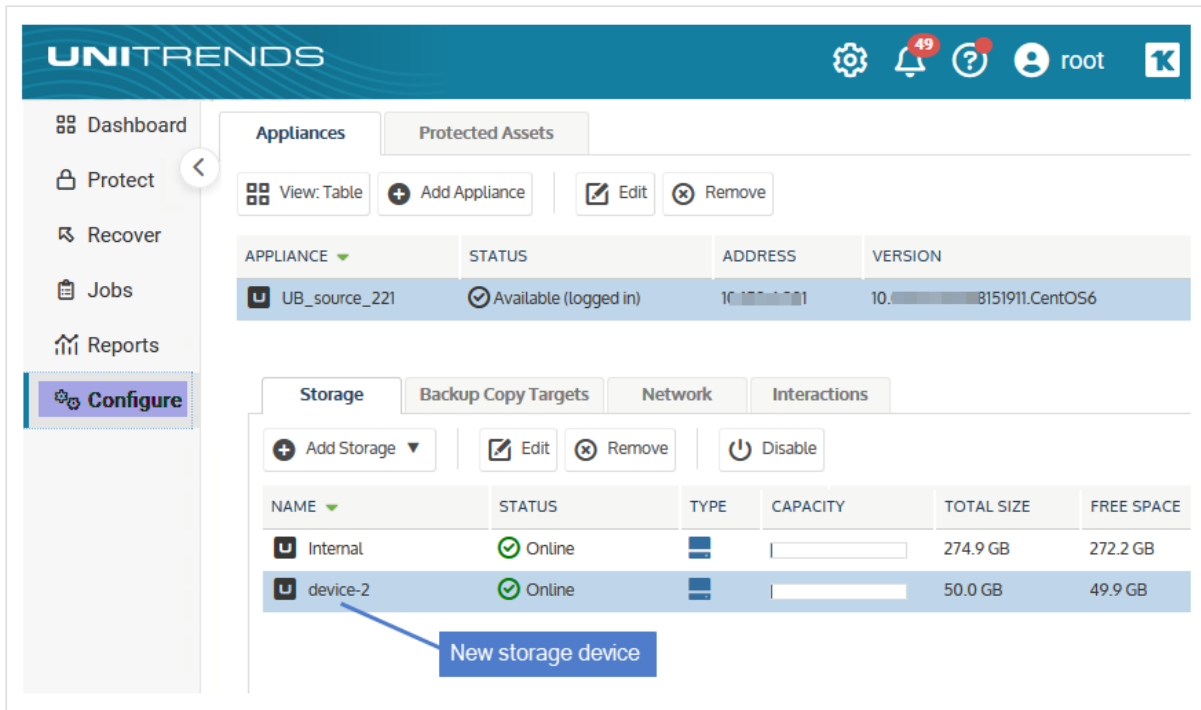 UNITRENDS
49
root
Dashboard
Protect
Recover
Jobs
Reports
Configure
Appliances Protected Assets
View: Table Add Appliance Edit Remove
APPLIANCE STATUS ADDRESS VERSION
UB_source_221 Available (logged in) 10. 8151911.CentOS6
Storage Backup Copy Targets Network Interactions
Add Storage Edit Remove Disable
NAME STATUS TYPE CAPACITY TOTAL SIZE FREE SPACE
Internal Online 274.9 GB 272.2 GB
device-2 Online 50.0 GB 49.9 GB
New storage device